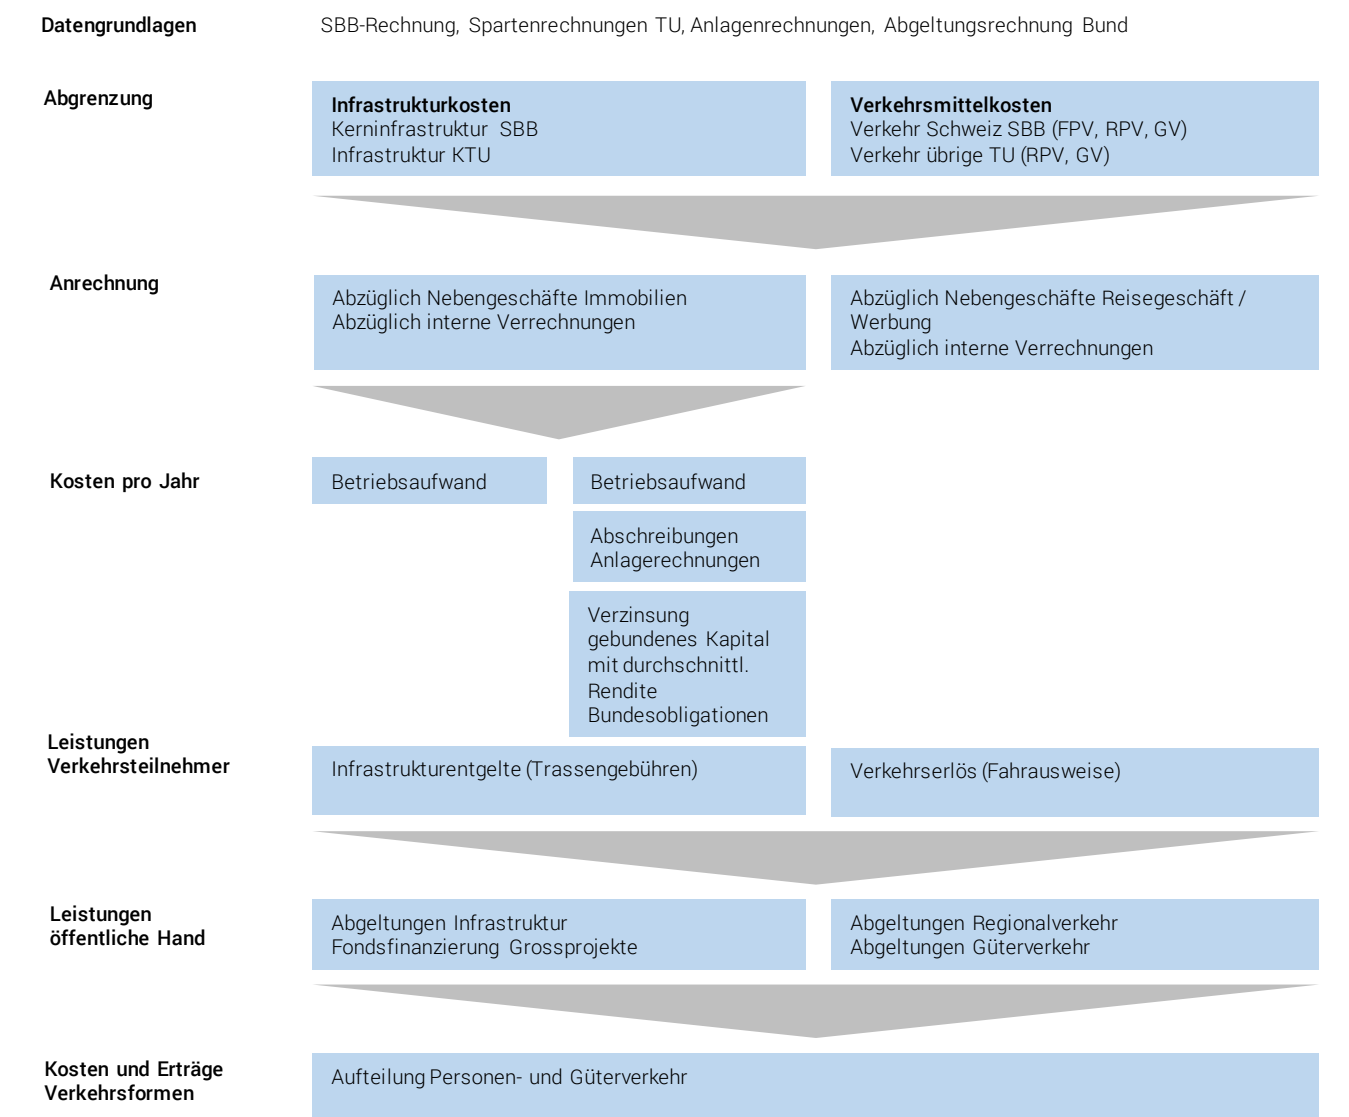 Datengrundlagen
SBB-Rechnung, Spartenrechnungen TU, Anlagenrechnungen, Abgeltungsrechnung Bund
Abgrenzung
Infrastrukturkosten
Kerninfrastruktur SBB
Infrastruktur KTU
Verkehrsmittelkosten
Verkehr Schweiz SBB (FPV, RPV, GV)
Verkehr übrige TU (RPV, GV)
Anrechnung
Abzüglich Nebengeschäfte Immobilien
Abzüglich interne Verrechnungen
Abzüglich Nebengeschäfte Reisegeschäft /
Werbung
Abzüglich interne Verrechnungen
Kosten pro Jahr
Betriebsaufwand
Betriebsaufwand
Abschreibungen
Anlagerechnungen
Verzinsung
gebundenes Kapital
mit durchschnittl.
Rendite
Bundesobligationen
Leistungen
Verkehrsteilnehmer
Infrastrukturentgelte (Trassengebühren)
Verkehrserlös (Fahrausweise)
Leistungen
öffentliche Hand
Abgeltungen Infrastruktur
Fondsfinanzierung Grossprojekte
Abgeltungen Regionalverkehr
Abgeltungen Güterverkehr
Kosten und Erträge
Verkehrsformen
Aufteilung Personen- und Güterverkehr